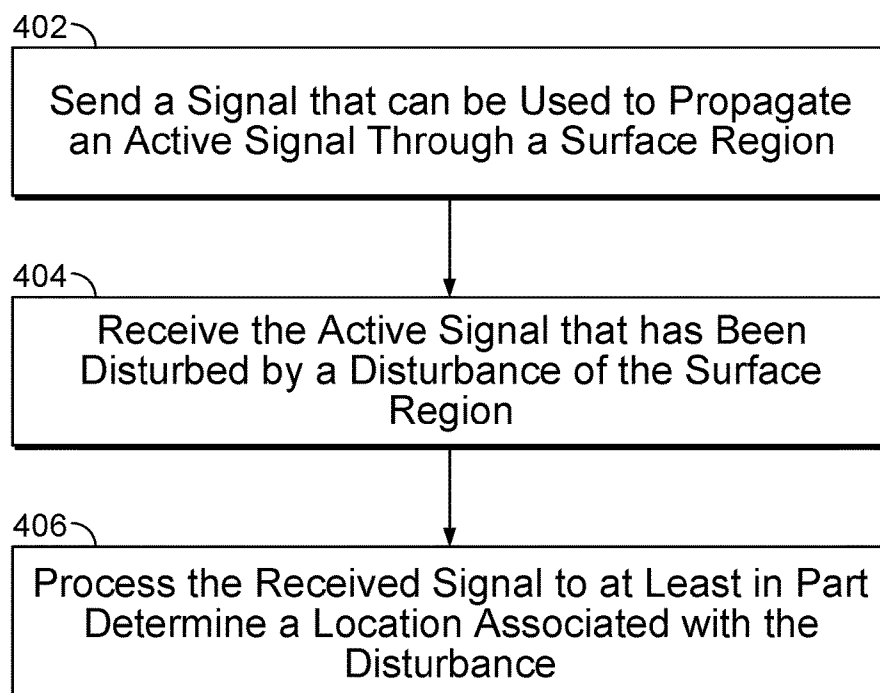 402
Send a Signal that can be Used to Propagate
an Active Signal Through a Surface Region
404
Receive the Active Signal that has Been
Disturbed by a Disturbance of the Surface
Region
406
Process the Received Signal to at Least in Part
Determine a Location Associated with the
Disturbance